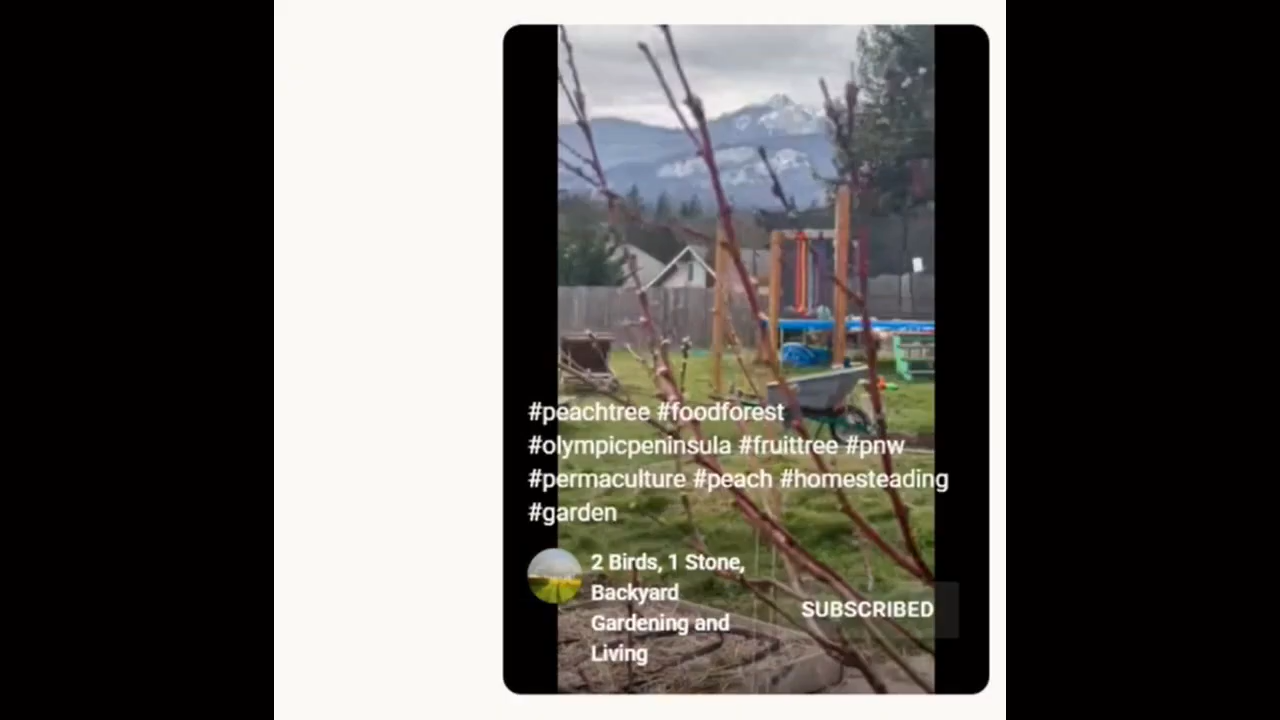 #peachtree #foodforest
#olympicpeninsula #fruittree #pnw
#permaculture #peach #homesteading
#garden
2 Birds, 1 Stone,
Backyard
Gardening and
Living
SUBSCRIBED